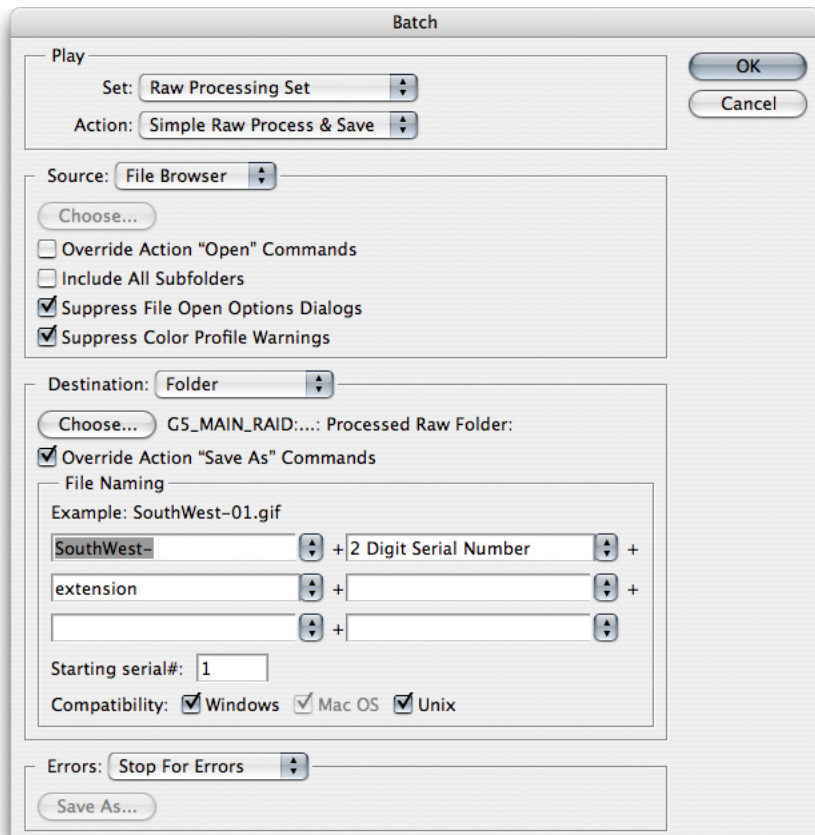 Batch
Play
Set: Raw Processing Set
Action: Simple Raw Process & Save
OK
Cancel
Source: File Browser
Choose...
Override Action “Open” Commands
Include All Subfolders
Suppress File Open Options Dialogs
Suppress Color Profile Warnings
Destination: Folder
Choose... G5_MAIN_RAID:...: Processed Raw Folder:
Override Action “Save As” Commands
File Naming
Example: SouthWest-01.gif
SouthWest- + 2 Digit Serial Number +
extension + +
+
Starting serial#: 1
Compatibility: Windows Mac OS Unix
Errors: Stop For Errors
Save As...